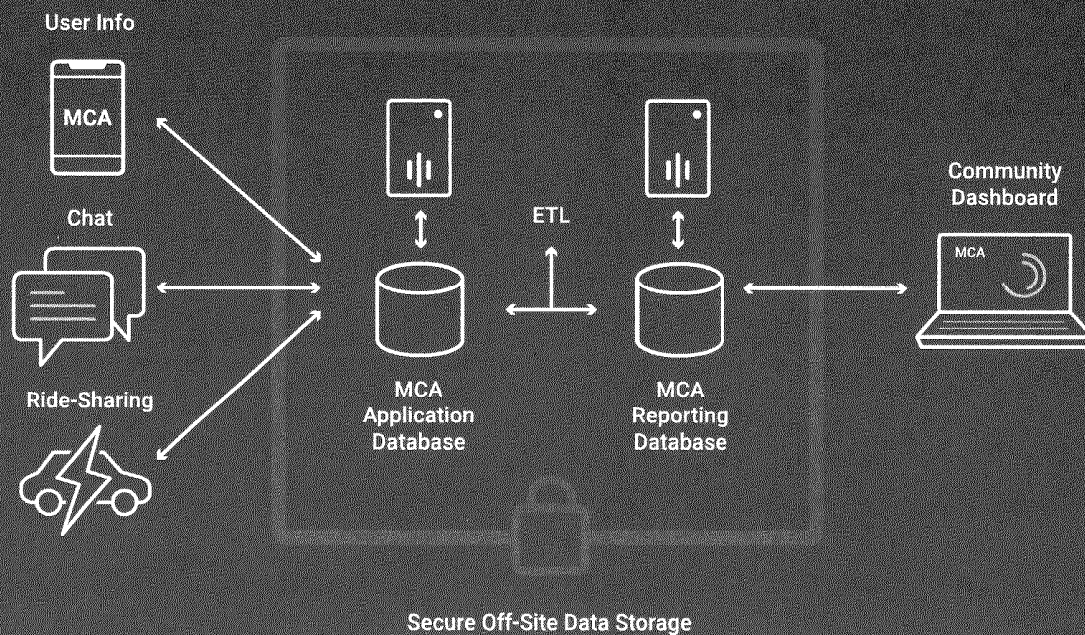 User Info
MCA
Chat
Ride-Sharing
ETL
MCA
Application
Database
MCA
Reporting
Database
Community
Dashboard
MCA
Secure Off-Site Data Storage